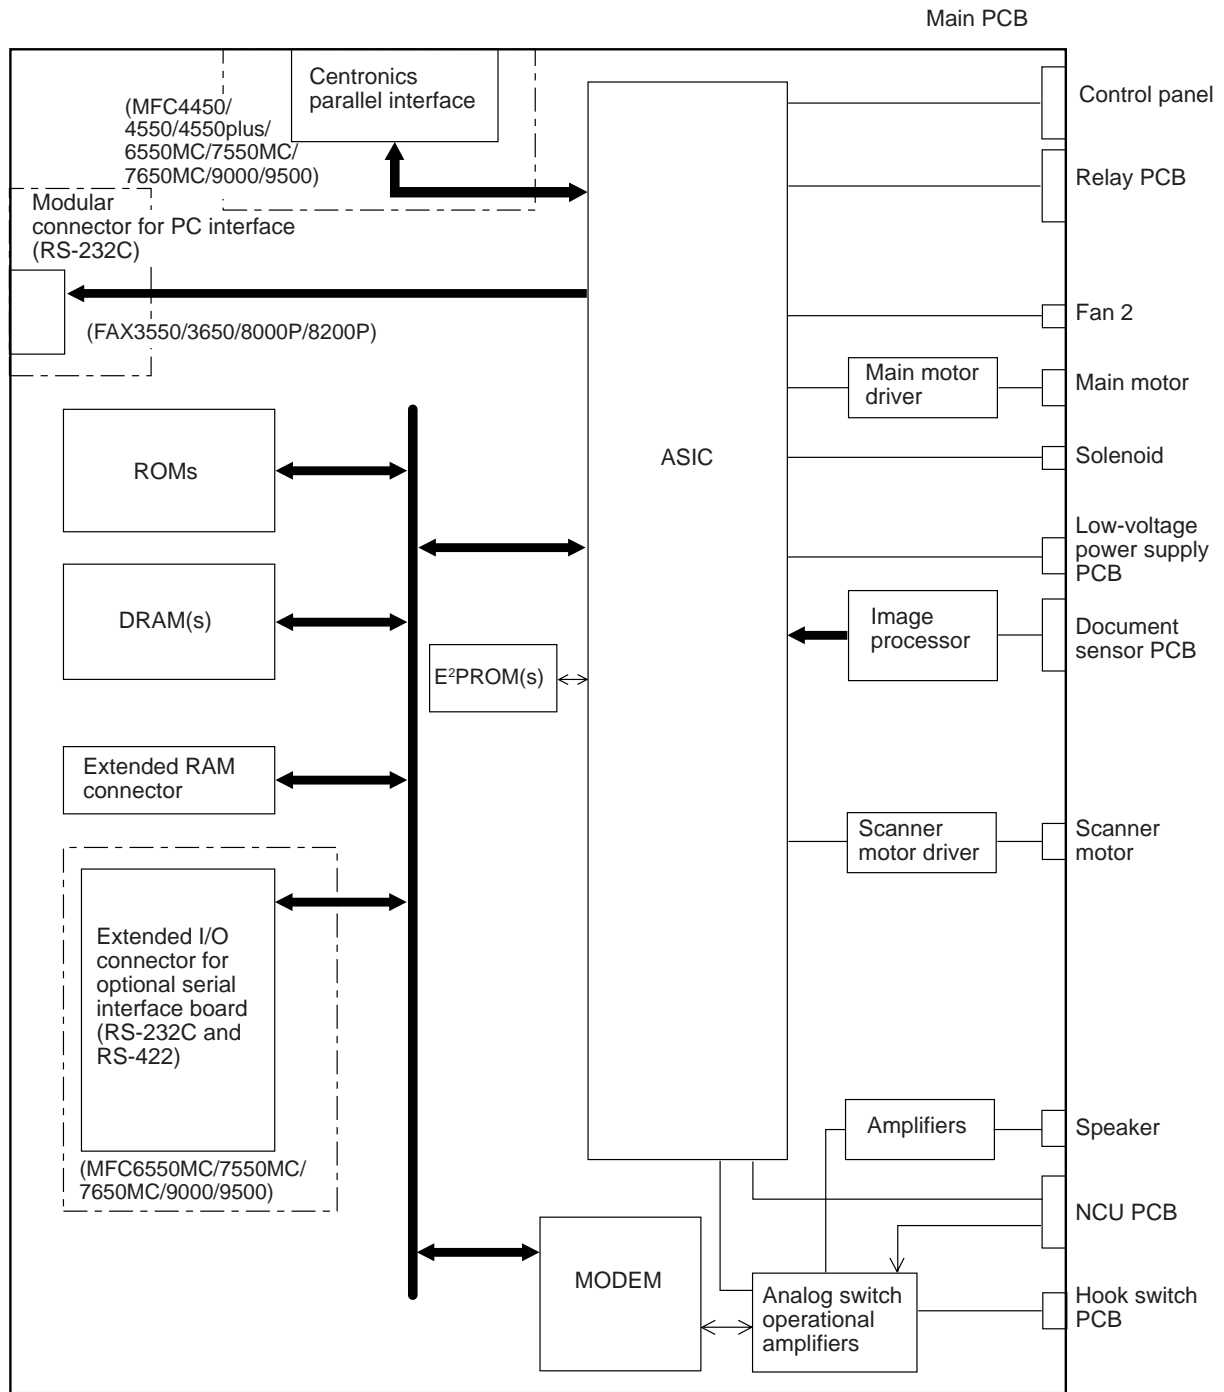 Main PCB
Centronics
parallel interface
(MFC4450/
4550/4550plus/
6550MC/7550MC/
7650MC/9000/9500)
Modular
connector for PC interface
(RS-232C)
(FAX3550/3650/8000P/8200P)
ROMs
DRAM(s)
E²PROM(s)
Extended RAM
connector
Extended I/O
connector for
optional serial
interface board
(RS-232C and
RS-422)
(MFC6550MC/7550MC/
7650MC/9000/9500)
ASIC
MODEM
Main motor
driver
Image
processor
Scanner
motor driver
Amplifiers
Analog switch
operational
amplifiers
Control panel
Relay PCB
Fan 2
Main motor
Solenoid
Low-voltage
power supply
PCB
Document
sensor PCB
Scanner
motor
Speaker
NCU PCB
Hook switch
PCB